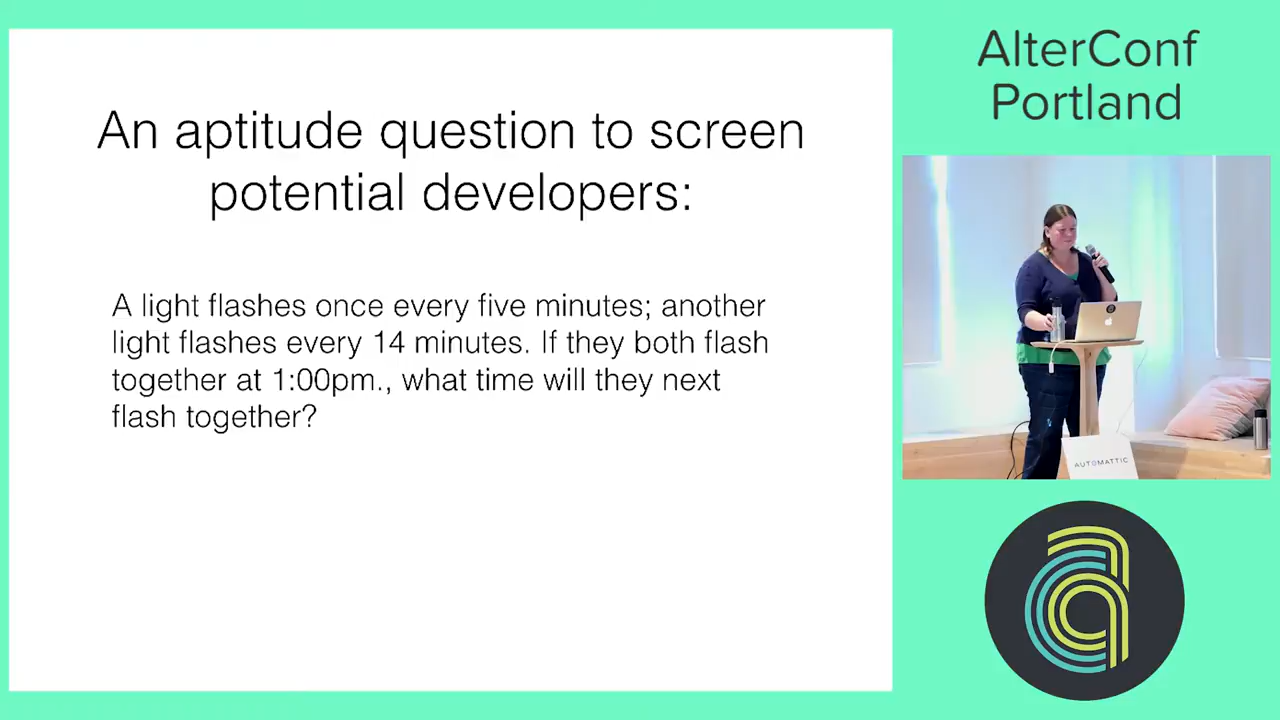 An aptitude question to screen
potential developers:
A light flashes once every five minutes; another
light flashes every 14 minutes. If they both flash
together at 1:00pm., what time will they next
flash together?
AlterConf
Portland
AUTOMATTIC